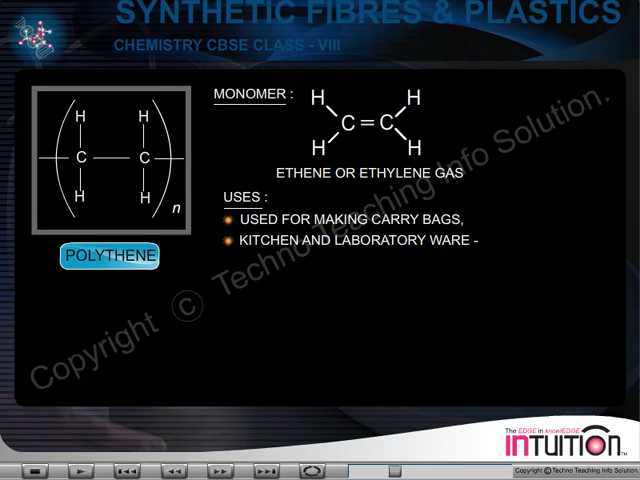 SYNTHETIC FIBRES & PLASTICS
CHEMISTRY CBSE CLASS - VIII
MONOMER :
H H
C = C
H H
ETHENE OR ETHYLENE GAS
H H
C C
H H
n
POLYTHENE
USES :
USED FOR MAKING CARRY BAGS,
KITCHEN AND LABORATORY WARE -
Copyright © Techno Teaching Info Solution.
The EDGE in knowlEDGE
INTUITION TM
Copyright © Techno Teaching Info Solution.